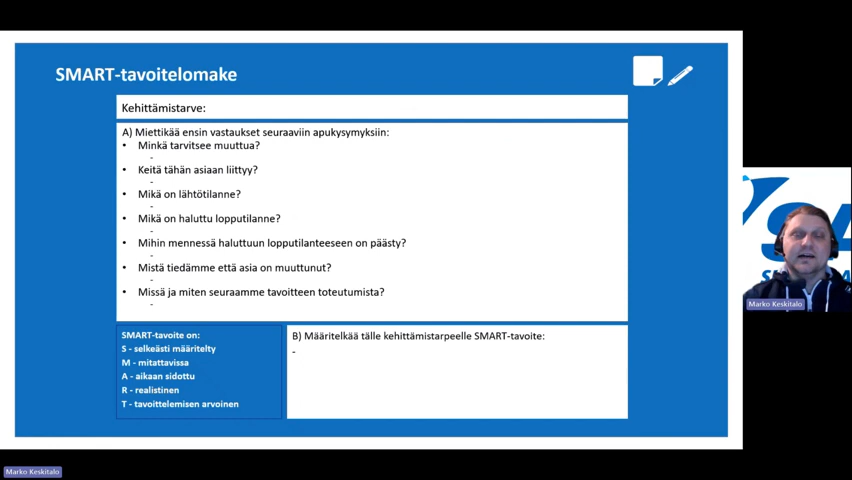 SMART-tavoitelomake
Kehittämistarve:
A) Miettikää ensin vastaukset seuraaviin apukysymyksiin:
• Minkä tarvitsee muuttua?
-
• Keitä tähän asiaan liittyy?
-
• Mikä on lähtötilanne?
-
• Mikä on haluttu lopputilanne?
-
• Mihin mennessä haluttuun lopputilanteeseen on päästy?
-
• Mistä tiedämme että asia on muuttunut?
-
• Missä ja miten seuraamme tavoitteen toteutumista?
-
SMART-tavoite on:
S - selkeästi määritelty
M - mitattavissa
A - aikaan sidottu
R - realistinen
T - tavoittelemisen arvoinen
B) Määritelkää tälle kehittämistarpeelle SMART-tavoite:
-
Marko Keskitalo
Marko Keskitalo